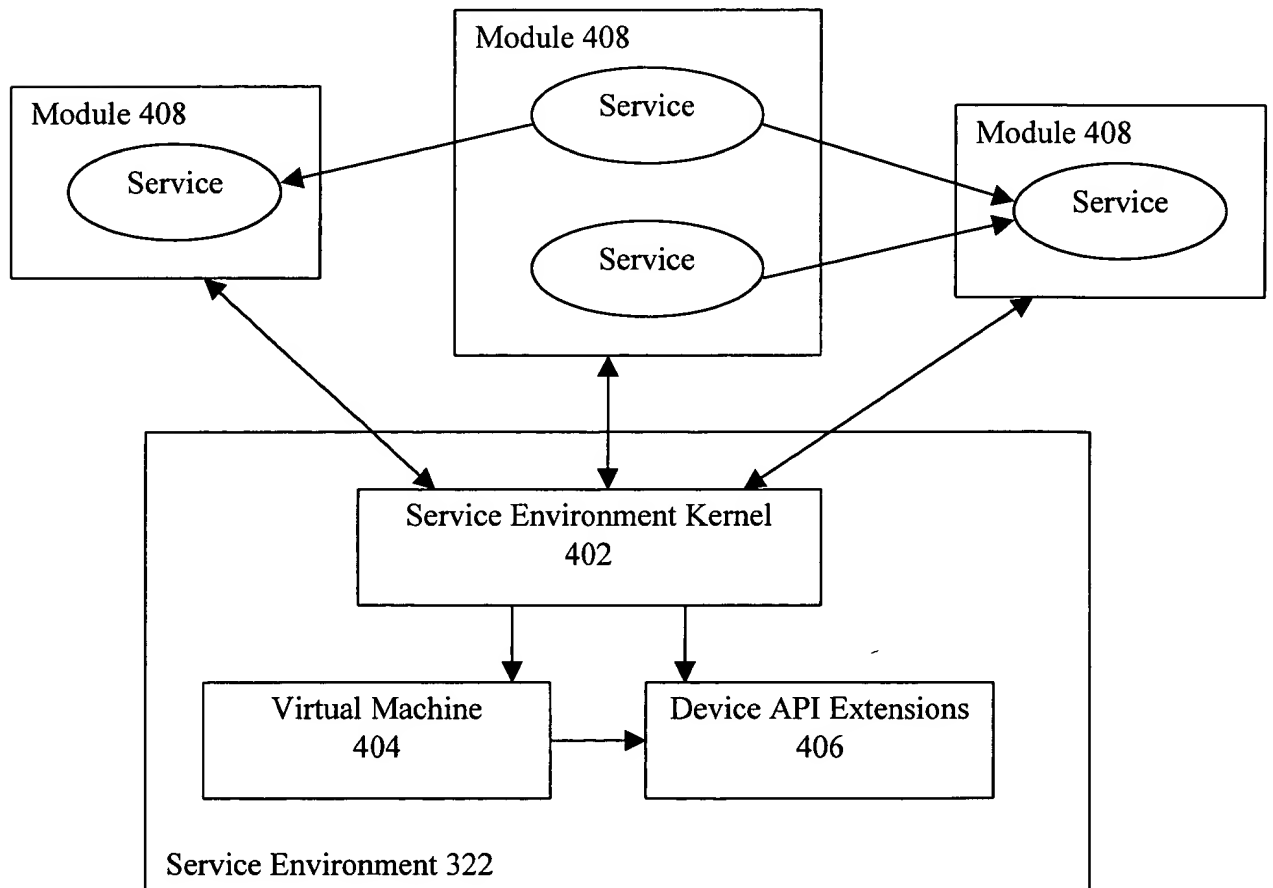 Module 408
Service
Service
Module 408
Service
Module 408
Service
Service Environment Kernel
402
Virtual Machine
404
Device API Extensions
406
Service Environment 322